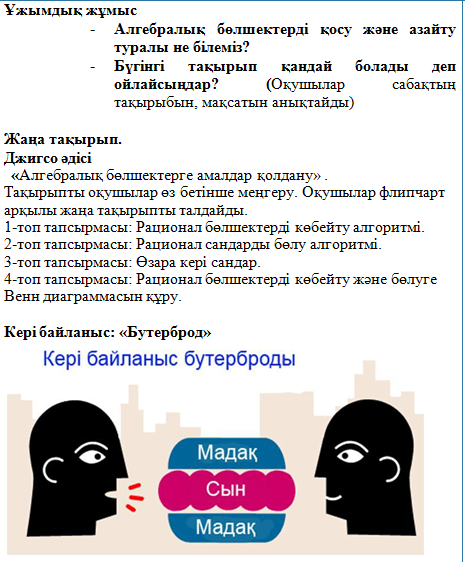 Ұжымдық жұмыс
- Алгебралық бөлшектерді қосу және азайту
туралы не білеміз?
- Бүгінгі тақырып қандай болады деп
ойлайсыңдар? (Оқушылар сабақтың
тақырыбын, мақсатын анықтайды)
Жаңа тақырып.
Джигсо әдісі
«Алгебралық бөлшектерге амалдар қолдану» .
Тақырыпты оқушылар өз бетінше меңгеру. Оқушылар флипчарт
арқылы жаңа тақырыпты талдайды.
1-топ тапсырмасы: Рационал бөлшектерді көбейту алгоритмі.
2-топ тапсырмасы: Рационал сандарды бөлу алгоритмі.
3-топ тапсырмасы: Өзара кері сандар.
4-топ тапсырмасы: Рационал бөлшектерді көбейту және бөлуге
Венн диаграммасын құру.
Кері байланыс: «Бутерброд»
Кері байланыс бутерброды
Мадақ
Сын
Мадақ